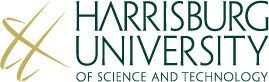 HARRISBURG
UNIVERSITY
OF SCIENCE AND TECHNOLOGY